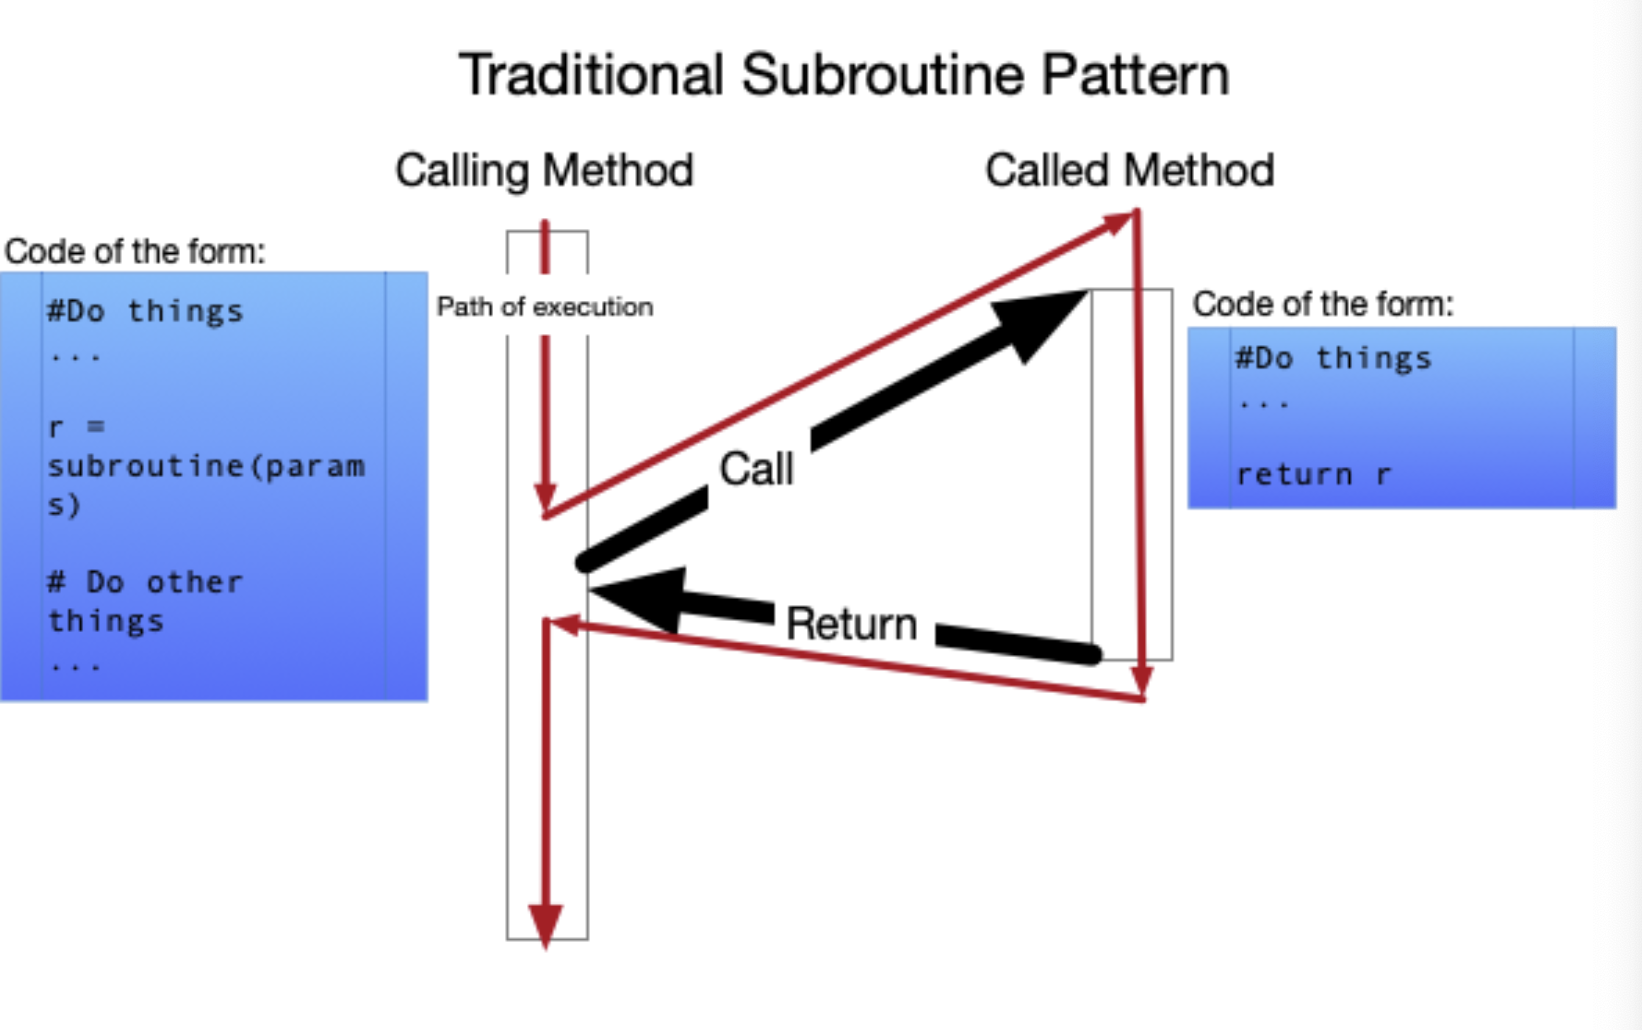 Traditional Subroutine Pattern
Calling Method
Called Method
Code of the form:
#Do things
...
r =
subroutine(param
s)
# Do other
things
...
Path of execution
Call
Return
Code of the form:
#Do things
...
return r